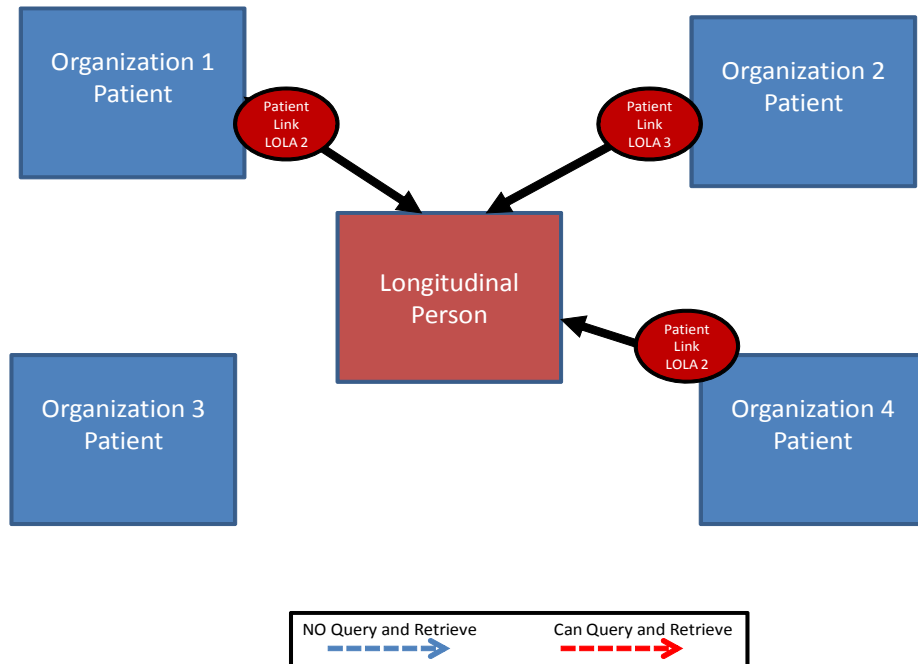 Organization 1
Patient
Patient
Link
LOLA 2
Patient
Link
LOLA 3
Organization 2
Patient
Longitudinal
Person
Patient
Link
LOLA 2
Organization 3
Patient
Organization 4
Patient
NO Query and Retrieve
Can Query and Retrieve